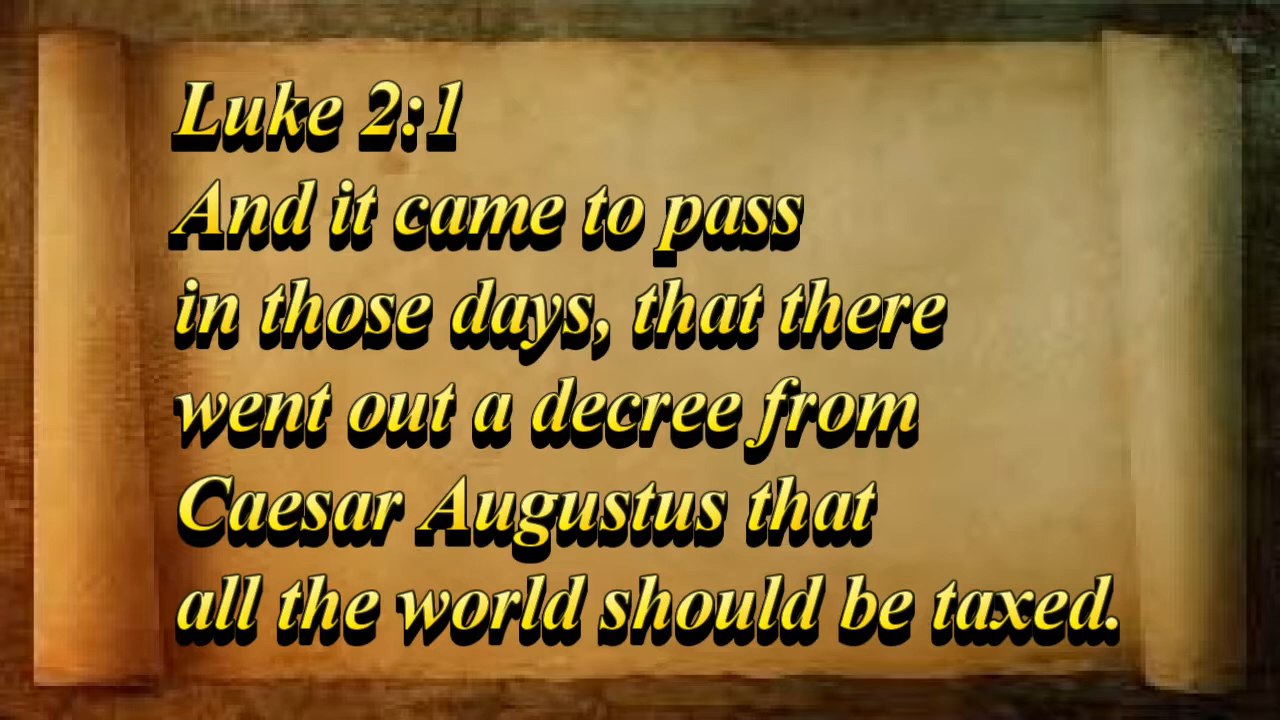 Luke 2:1
And it came to pass
in those days, that there
went out a decree from
Caesar Augustus that
all the world should be taxed.